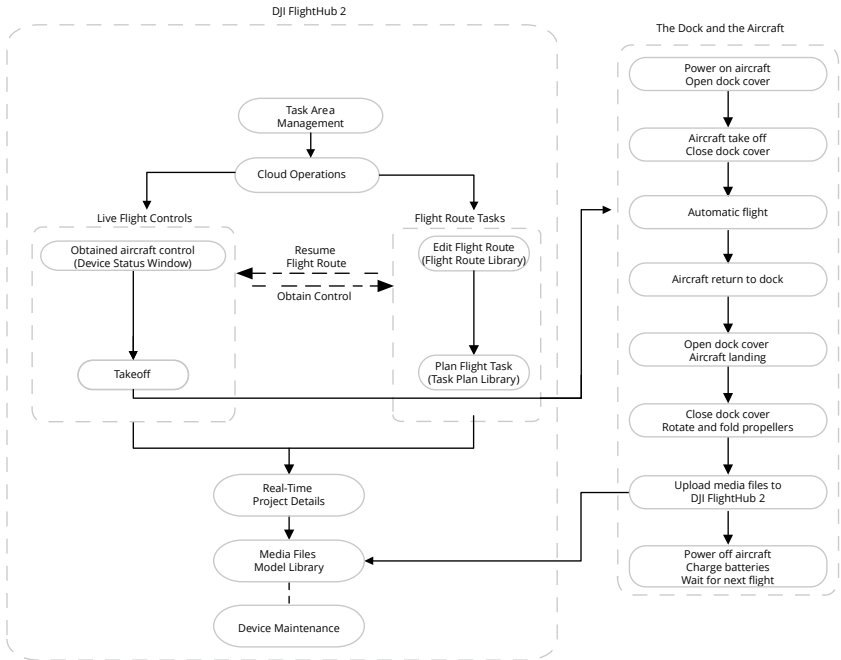 DJI FlightHub 2
Task Area
Management
Cloud Operations
Live Flight Controls
Obtained aircraft control
(Device Status Window)
Takeoff
Resume
Flight Route
Obtain Control
Flight Route Tasks
Edit Flight Route
(Flight Route Library)
Plan Flight Task
(Task Plan Library)
Real-Time
Project Details
Media Files
Model Library
Device Maintenance
The Dock and the Aircraft
Power on aircraft
Open dock cover
Aircraft take off
Close dock cover
Automatic flight
Aircraft return to dock
Open dock cover
Aircraft landing
Close dock cover
Rotate and fold propellers
Upload media files to
DJI FlightHub 2
Power off aircraft
Charge batteries
Wait for next flight